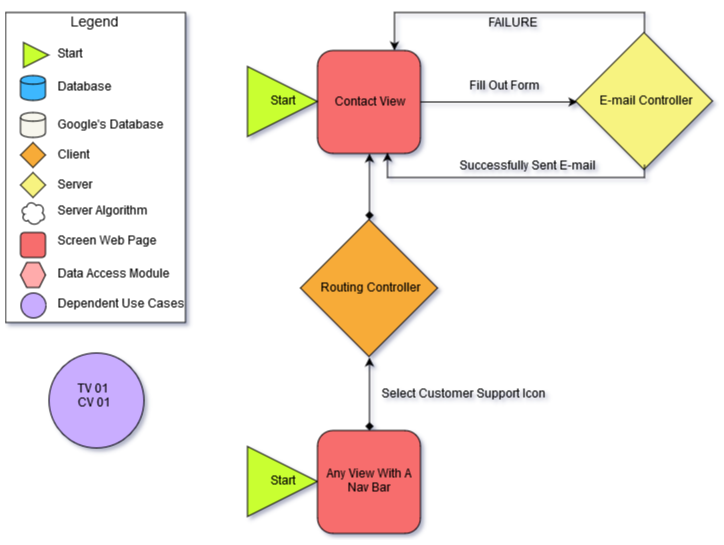 Legend
Start
Database
Google's Database
Client
Server
Server Algorithm
Screen Web Page
Data Access Module
Dependent Use Cases
TV 01
CV 01
FAILURE
Start
Contact View
Fill Out Form
E-mail Controller
Successfully Sent E-mail
Routing Controller
Select Customer Support Icon
Start
Any View With A
Nav Bar